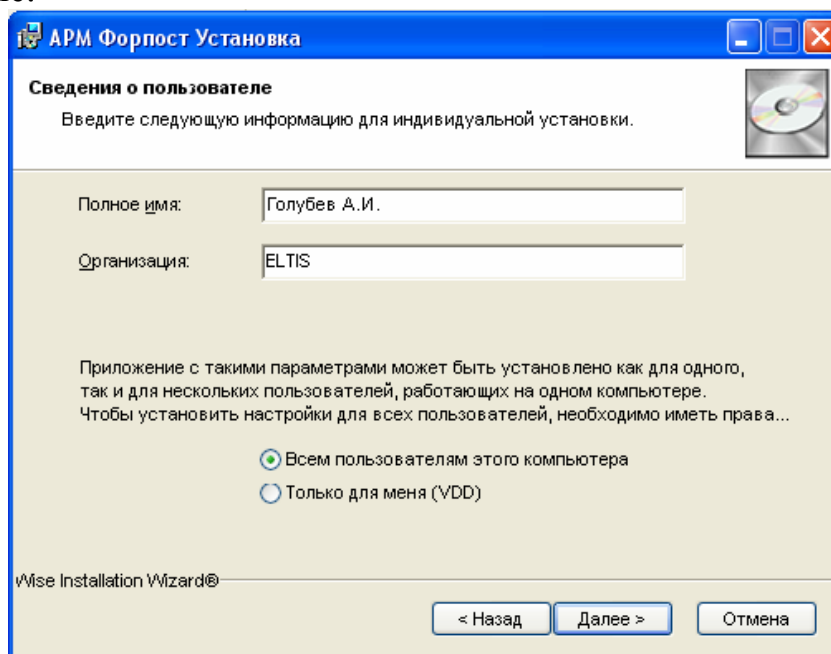 АРМ Форпост Установка
Сведения о пользователе
Введите следующую информацию для индивидуальной установки.
Полное имя: Голубев А.И.
Организация: ELTIS
Приложение с такими параметрами может быть установлено как для одного,
так и для нескольких пользователей, работающих на одном компьютере.
Чтобы установить настройки для всех пользователей, необходимо иметь права...
Всем пользователям этого компьютера
Только для меня (VDD)
Wise Installation Wizard®
< Назад Далее > Отмена